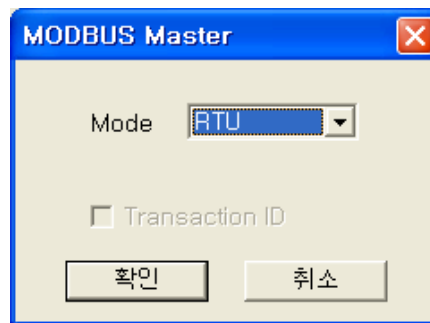 MODBUS Master
Mode RTU
Transaction ID
확인 취소